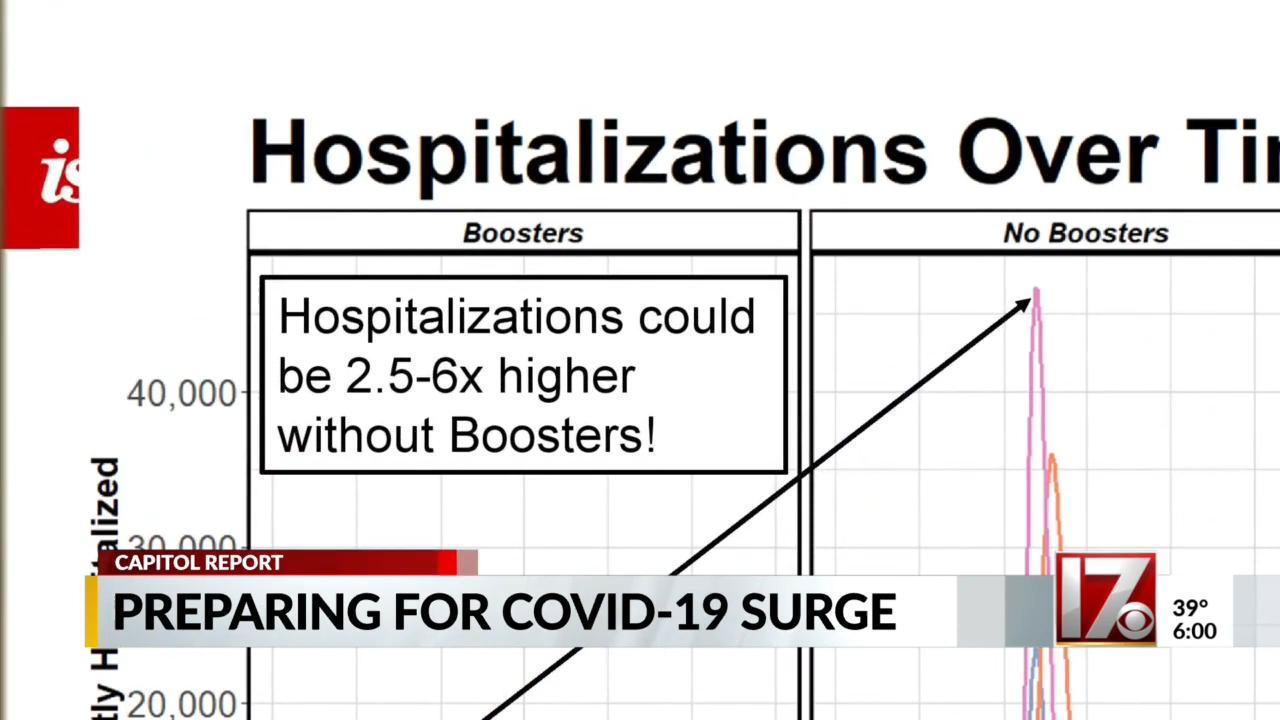 is
Hospitalizations Over Ti
Boosters
No Boosters
Hospitalizations could
be 2.5-6x higher
without Boosters!
40,000
30,000
20,000
CAPITOL REPORT
PREPARING FOR COVID-19 SURGE
17
39°
6:00